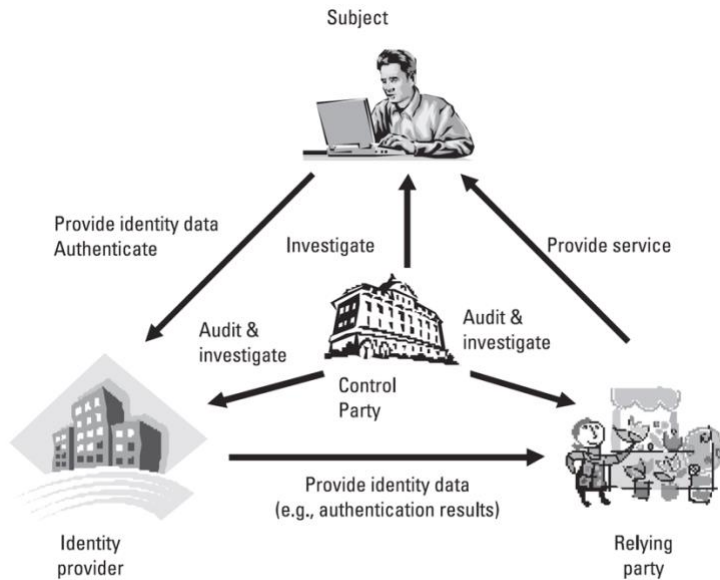 Subject
Provide identity data
Authenticate
Investigate
Provide service
Audit &
investigate
Audit &
investigate
Control
Party
Provide identity data
(e.g., authentication results)
Identity
provider
Relying
party